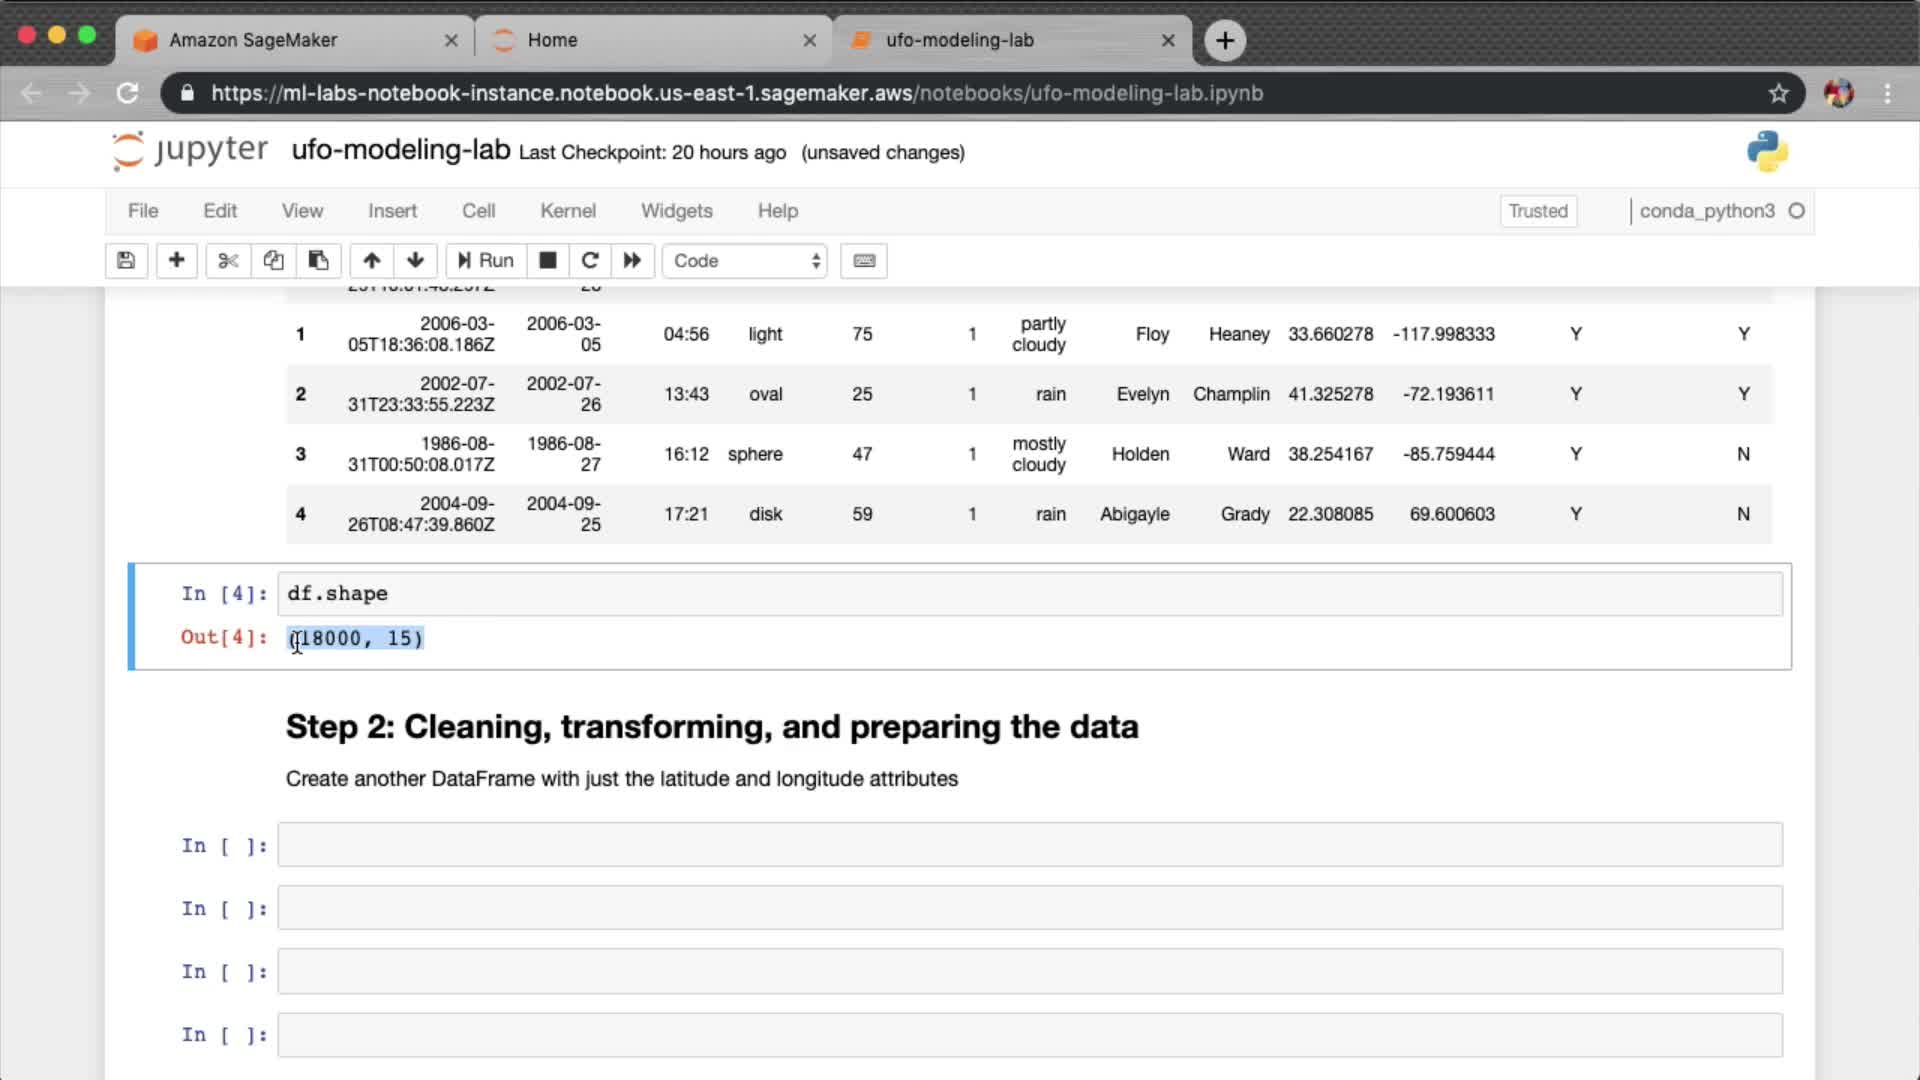 Amazon SageMaker
Home
ufo-modeling-lab
https://ml-labs-notebook-instance.notebook.us-east-1.sagemaker.aws/notebooks/ufo-modeling-lab.ipynb
jupyter ufo-modeling-lab Last Checkpoint: 20 hours ago (unsaved changes)
File Edit View Insert Cell Kernel Widgets Help Trusted conda_python3
Run Code
1 2006-03-05T18:36:08.186Z 2006-03-05 04:56 light 75 1 partly cloudy Floy Heaney 33.660278 -117.998333 Y Y
2 2002-07-31T23:33:55.223Z 2002-07-26 13:43 oval 25 1 rain Evelyn Champlin 41.325278 -72.193611 Y Y
3 1986-08-31T00:50:08.017Z 1986-08-27 16:12 sphere 47 1 mostly cloudy Holden Ward 38.254167 -85.759444 Y N
4 2004-09-26T08:47:39.860Z 2004-09-25 17:21 disk 59 1 rain Abigayle Grady 22.308085 69.600603 Y N
In [4]: df.shape
Out[4]: (18000, 15)
Step 2: Cleaning, transforming, and preparing the data
Create another DataFrame with just the latitude and longitude attributes
In [ ]:
In [ ]:
In [ ]:
In [ ]: